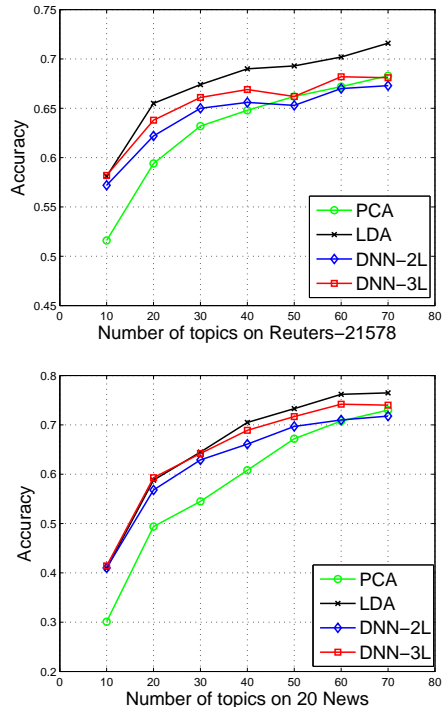 0.75
0.7
0.65
0.6
0.55
0.5
0.45
Accuracy
PCA
LDA
DNN−2L
DNN−3L
0 10 20 30 40 50 60 70 80
Number of topics on Reuters−21578
0.8
0.7
0.6
0.5
0.4
0.3
0.2
Accuracy
PCA
LDA
DNN−2L
DNN−3L
0 10 20 30 40 50 60 70 80
Number of topics on 20 News